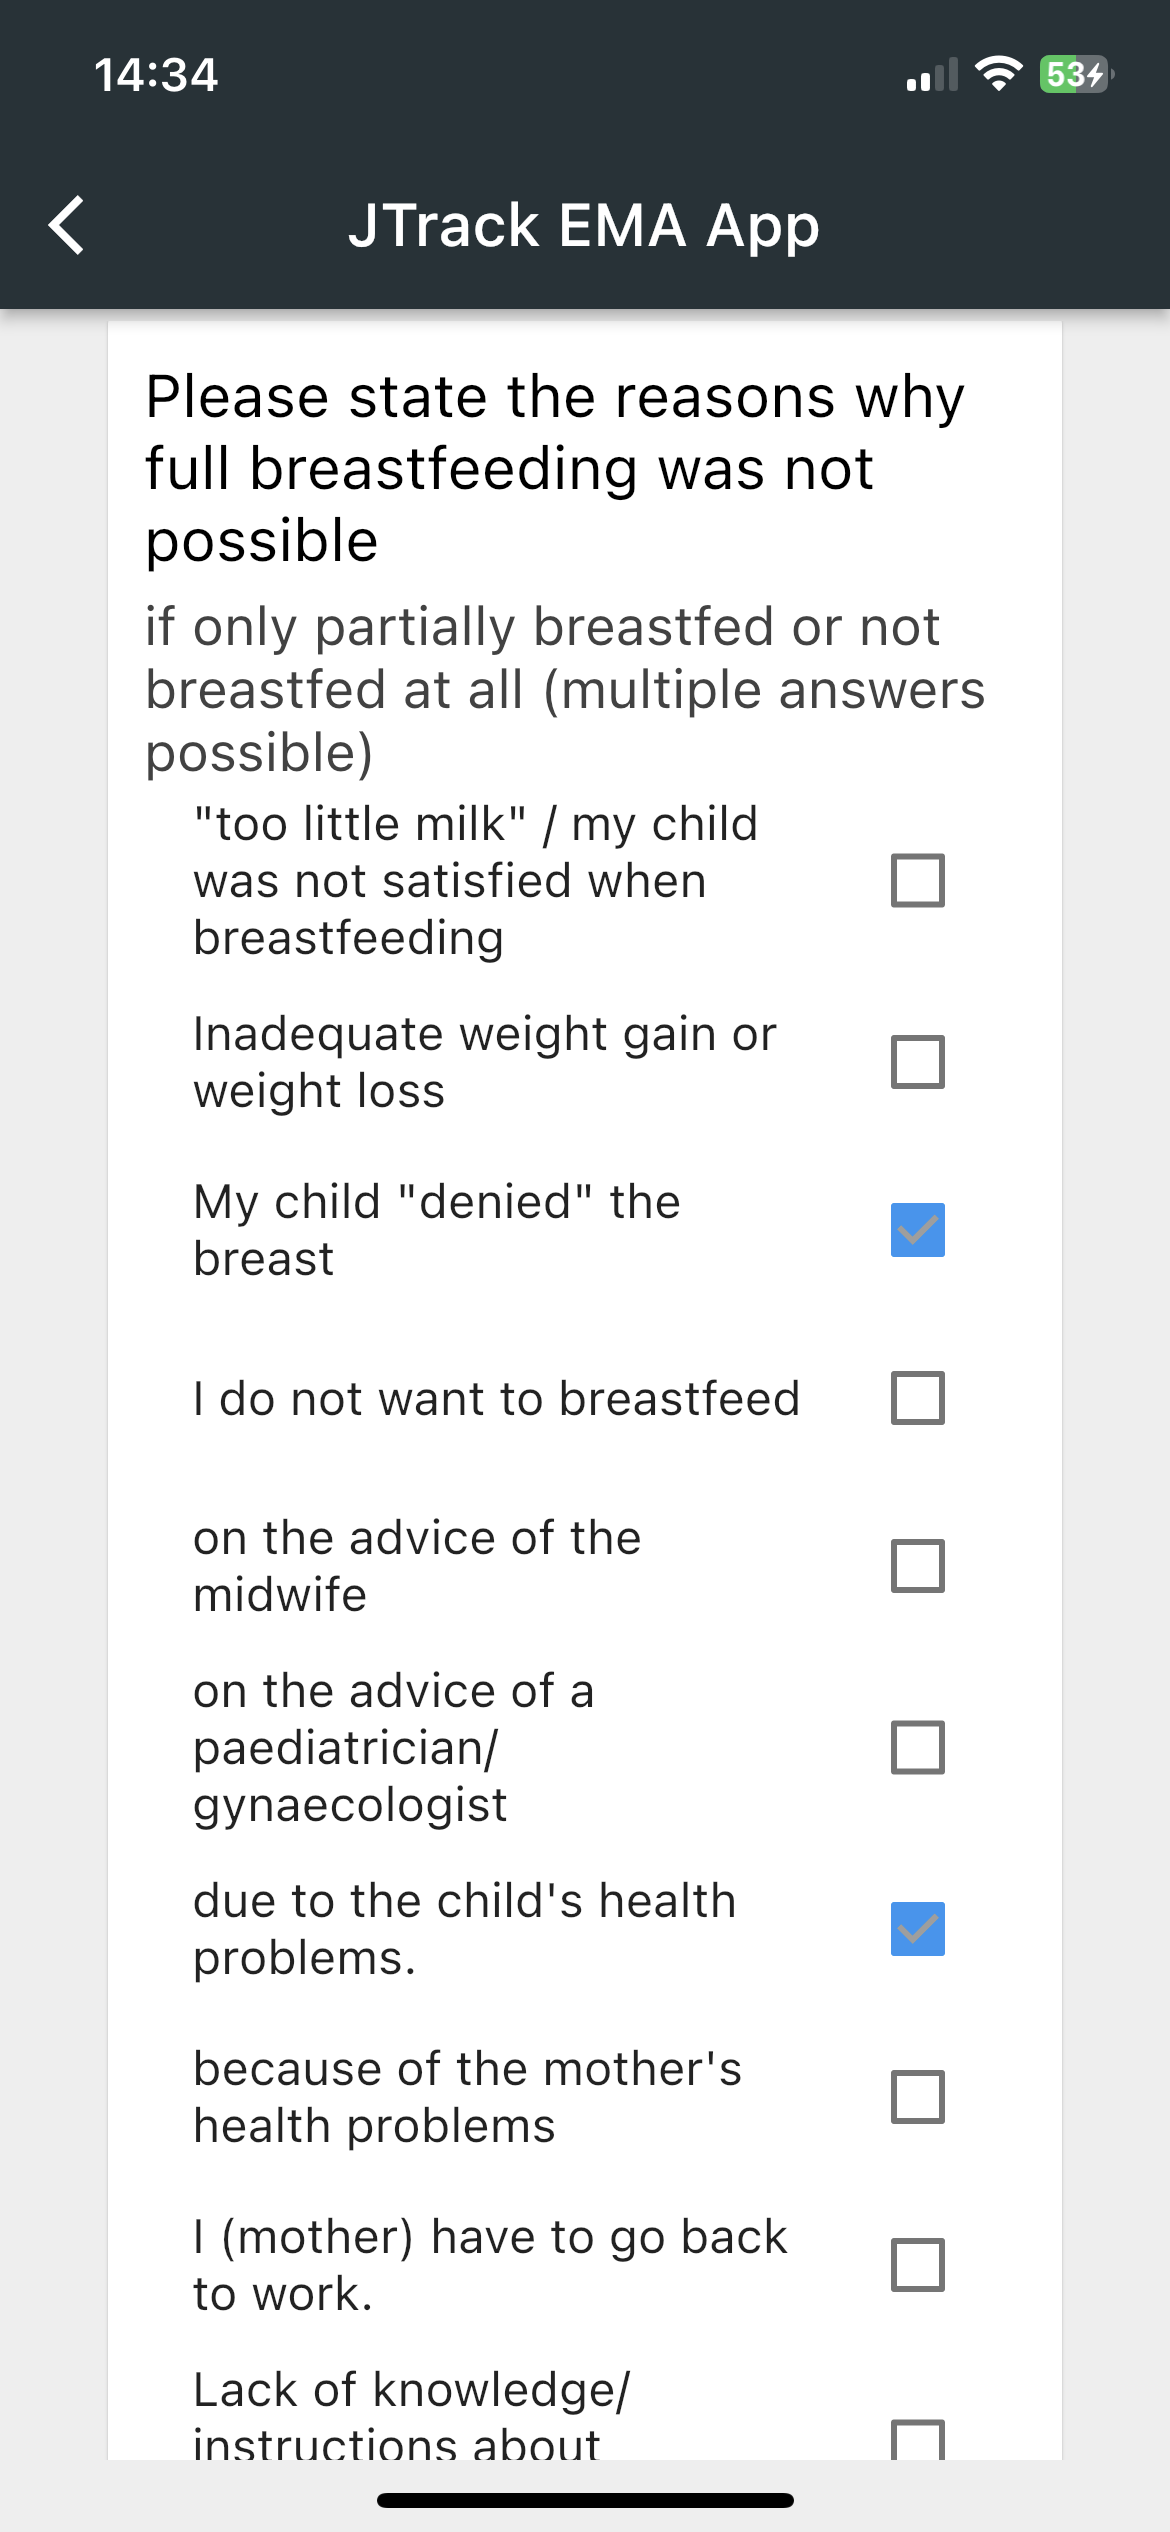 14:34
53
JTrack EMA App
Please state the reasons why
full breastfeeding was not
possible
if only partially breastfed or not
breastfed at all (multiple answers
possible)
"too little milk" / my child
was not satisfied when
breastfeeding
Inadequate weight gain or
weight loss
My child "denied" the
breast
I do not want to breastfeed
on the advice of the
midwife
on the advice of a
paediatrician/
gynaecologist
due to the child's health
problems.
because of the mother's
health problems
I (mother) have to go back
to work.
Lack of knowledge/
instructions about